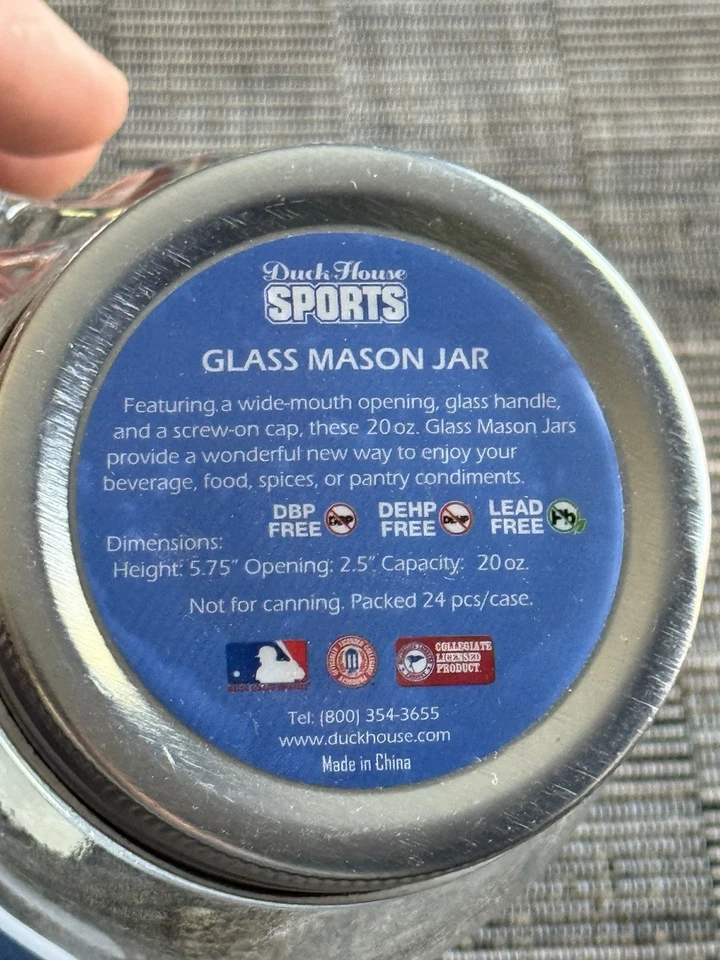 Duck House
SPORTS
GLASS MASON JAR
Featuring a wide-mouth opening, glass handle,
and a screw-on cap, these 20 oz. Glass Mason Jars
provide a wonderful new way to enjoy your
beverage, food, spices, or pantry condiments.
DBP FREE DBP DEHP FREE DEHP LEAD FREE Pb
Dimensions:
Height: 5.75" Opening: 2.5" Capacity: 20 oz.
Not for canning. Packed 24 pcs/case.
COLLEGIATE
LICENSED
PRODUCT
Tel: (800) 354-3655
www.duckhouse.com
Made in China